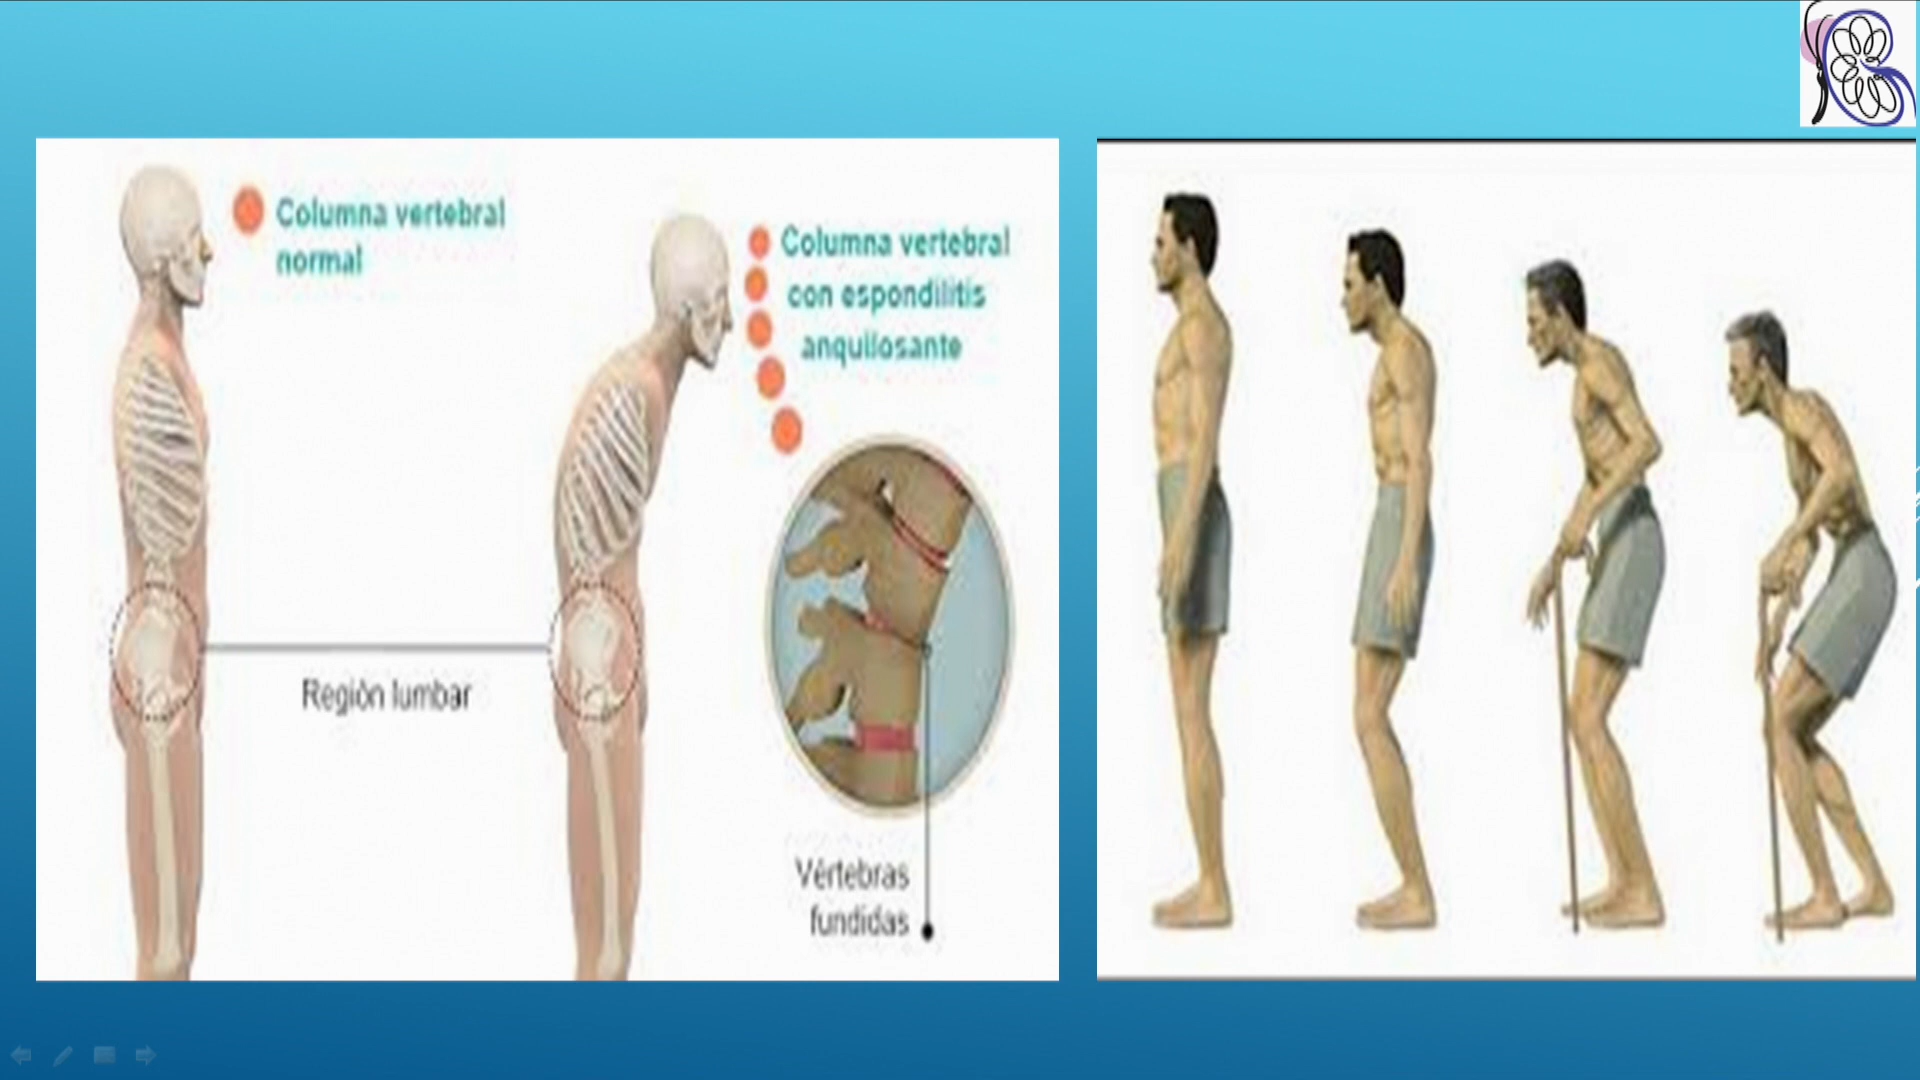 Columna vertebral
normal
Columna vertebral
con espondilitis
anquilosante
Región lumbar
Vértebras
fundidas